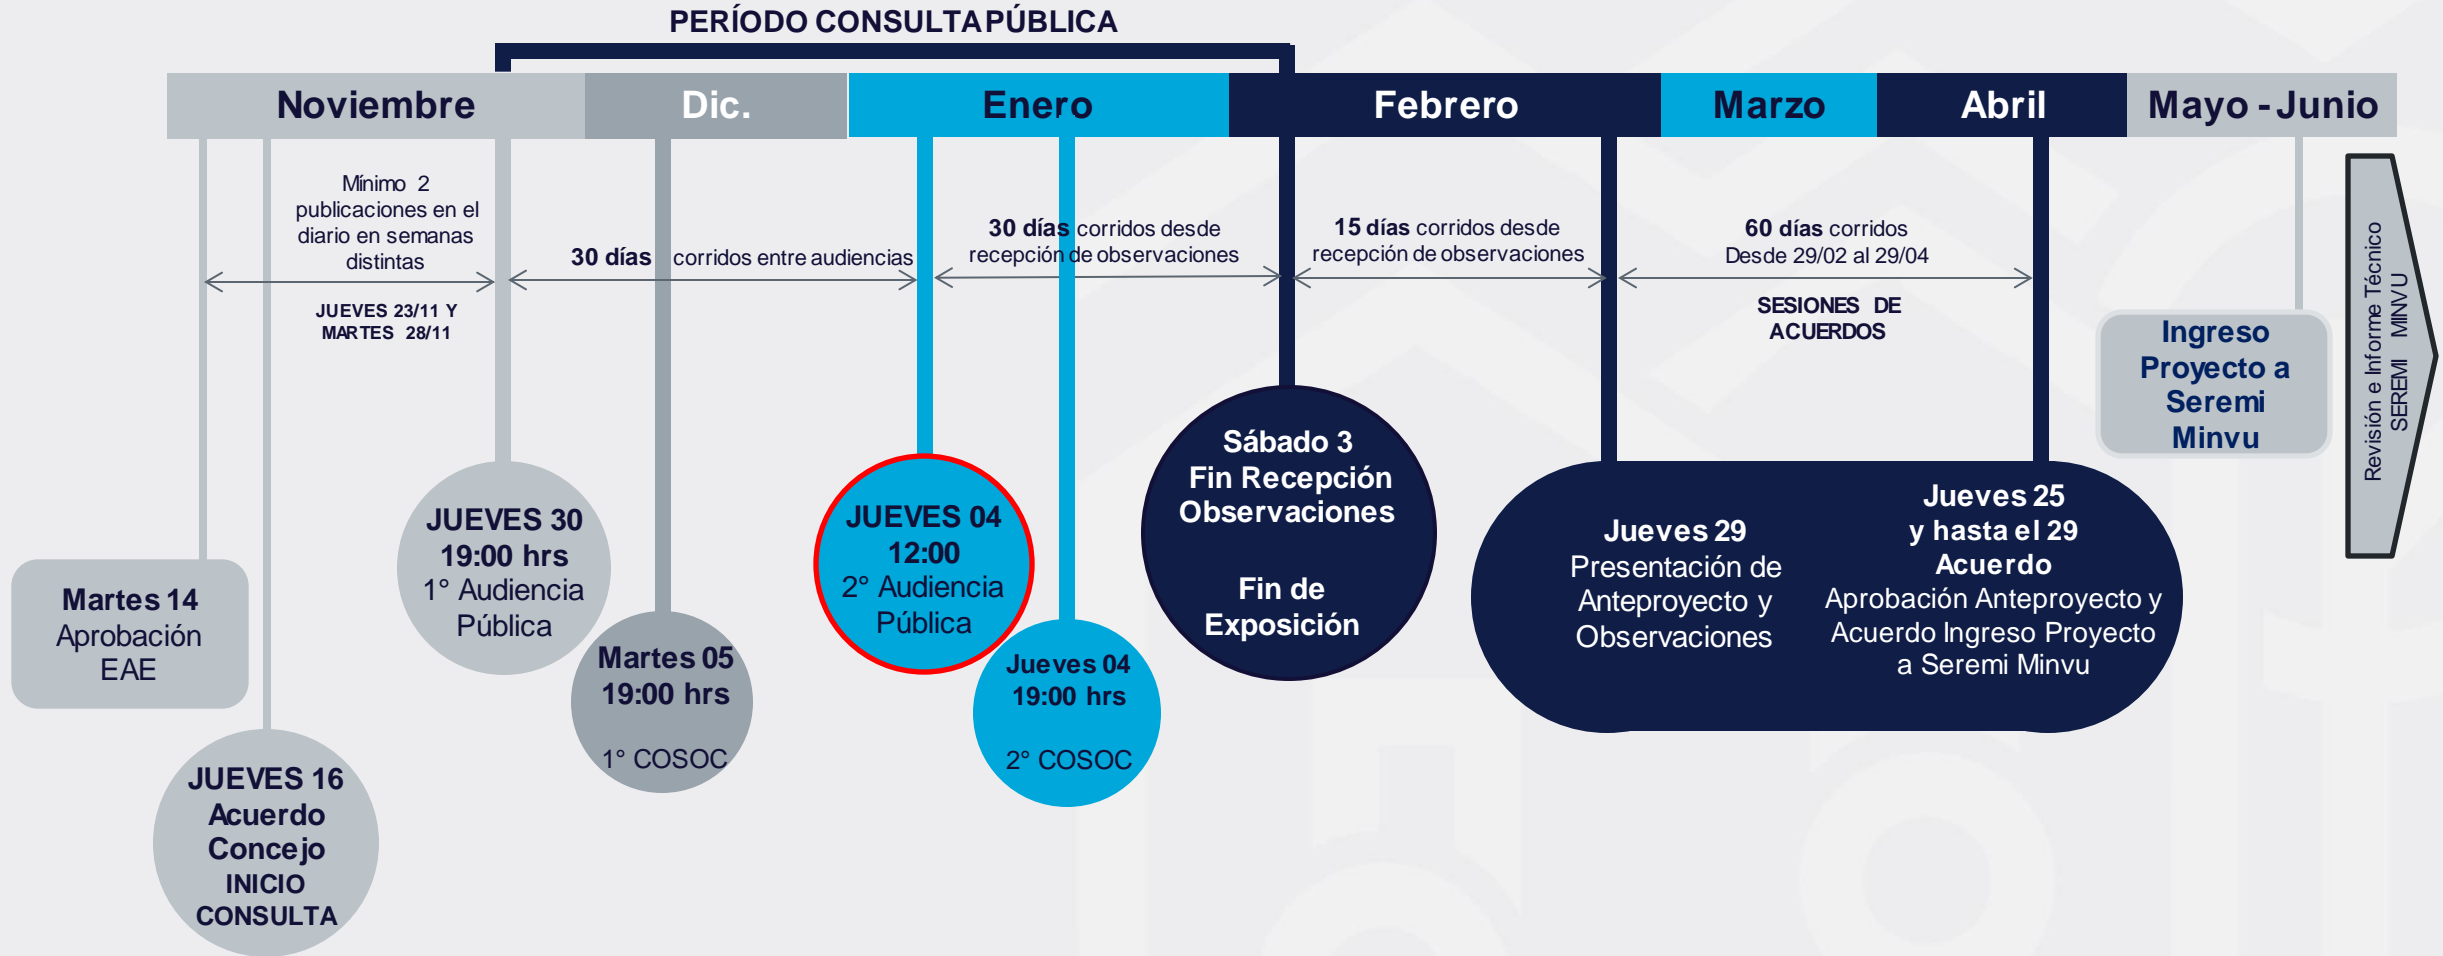 PERÍODO CONSULTA PÚBLICA
Noviembre
Dic.
Enero
Febrero
Marzo
Abril
Mayo - Junio
Mínimo 2
publicaciones en el
diario en semanas
distintas
JUEVES 23/11 Y
MARTES 28/11
30 días corridos entre audiencias
30 días corridos desde
recepción de observaciones
15 días corridos desde
recepción de observaciones
60 días corridos
Desde 29/02 al 29/04
SESIONES DE
ACUERDOS
Martes 14
Aprobación
EAE
JUEVES 16
Acuerdo
Concejo
INICIO
CONSULTA
JUEVES 30
19:00 hrs
1° Audiencia
Pública
Martes 05
19:00 hrs
1° COSOC
JUEVES 04
12:00
2° Audiencia
Pública
Jueves 04
19:00 hrs
2° COSOC
Sábado 3
Fin Recepción
Observaciones
Fin de
Exposición
Jueves 29
Presentación de
Anteproyecto y
Observaciones
Jueves 25
y hasta el 29
Acuerdo
Aprobación Anteproyecto y
Acuerdo Ingreso Proyecto
a Seremi Minvu
Ingreso
Proyecto a
Seremi
Minvu
Revisión e Informe Técnico
SEREMI MINVU